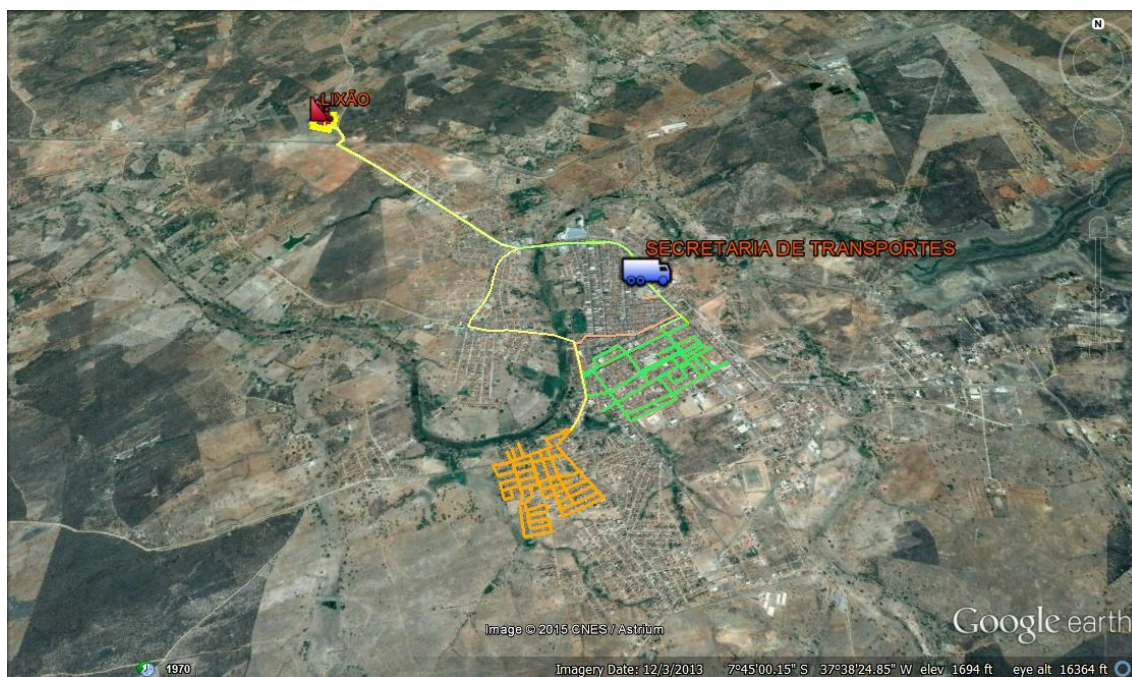 N
LIXÃO
SECRETARIA DE TRANSPORTES
Image © 2015 CNES / Astrium
Google earth
1970
Imagery Date: 12/3/2013 7°45'00.15" S 37°38'24.85" W elev 1694 ft eye alt 16364 ft